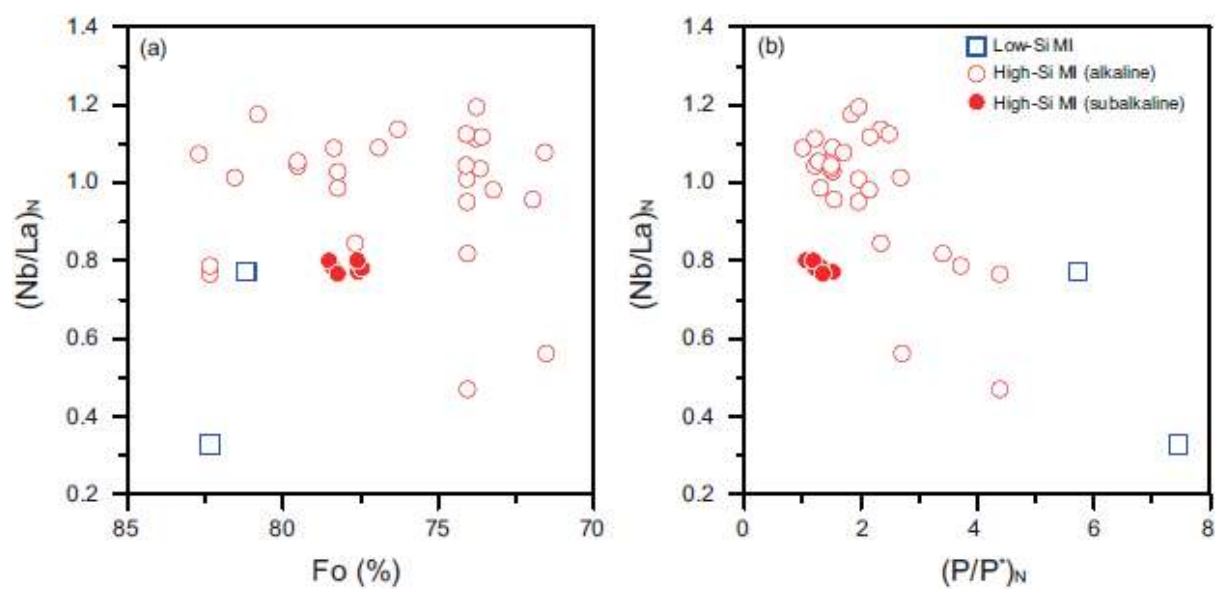 1.4
1.2
1.0
0.8
0.6
0.4
0.2
(Nb/La)N
(a)
85
80
75
70
Fo (%)
1.4
1.2
1.0
0.8
0.6
0.4
0.2
(Nb/La)N
(b)
Low-Si MI
High-Si MI (alkaline)
High-Si MI (subalkaline)
0
2
4
6
8
(P/P*)N